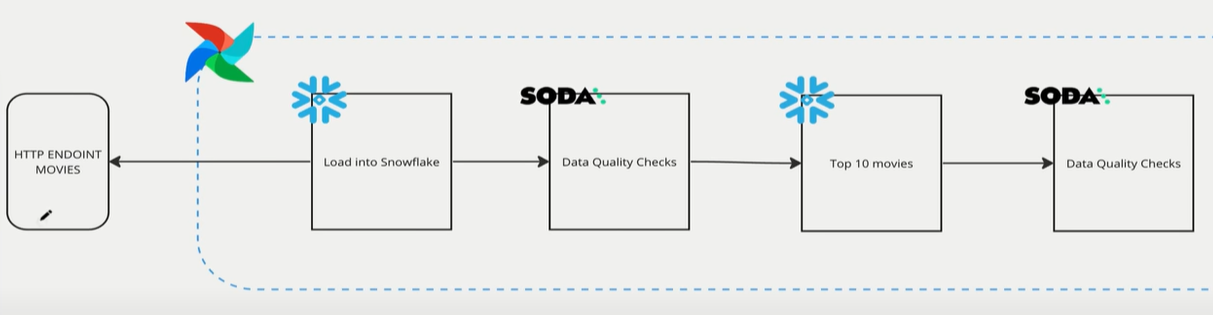 SODA
SODA
HTTP ENDOINT
MOVIES
Load into Snowflake
Data Quality Checks
Top 10 movies
Data Quality Checks